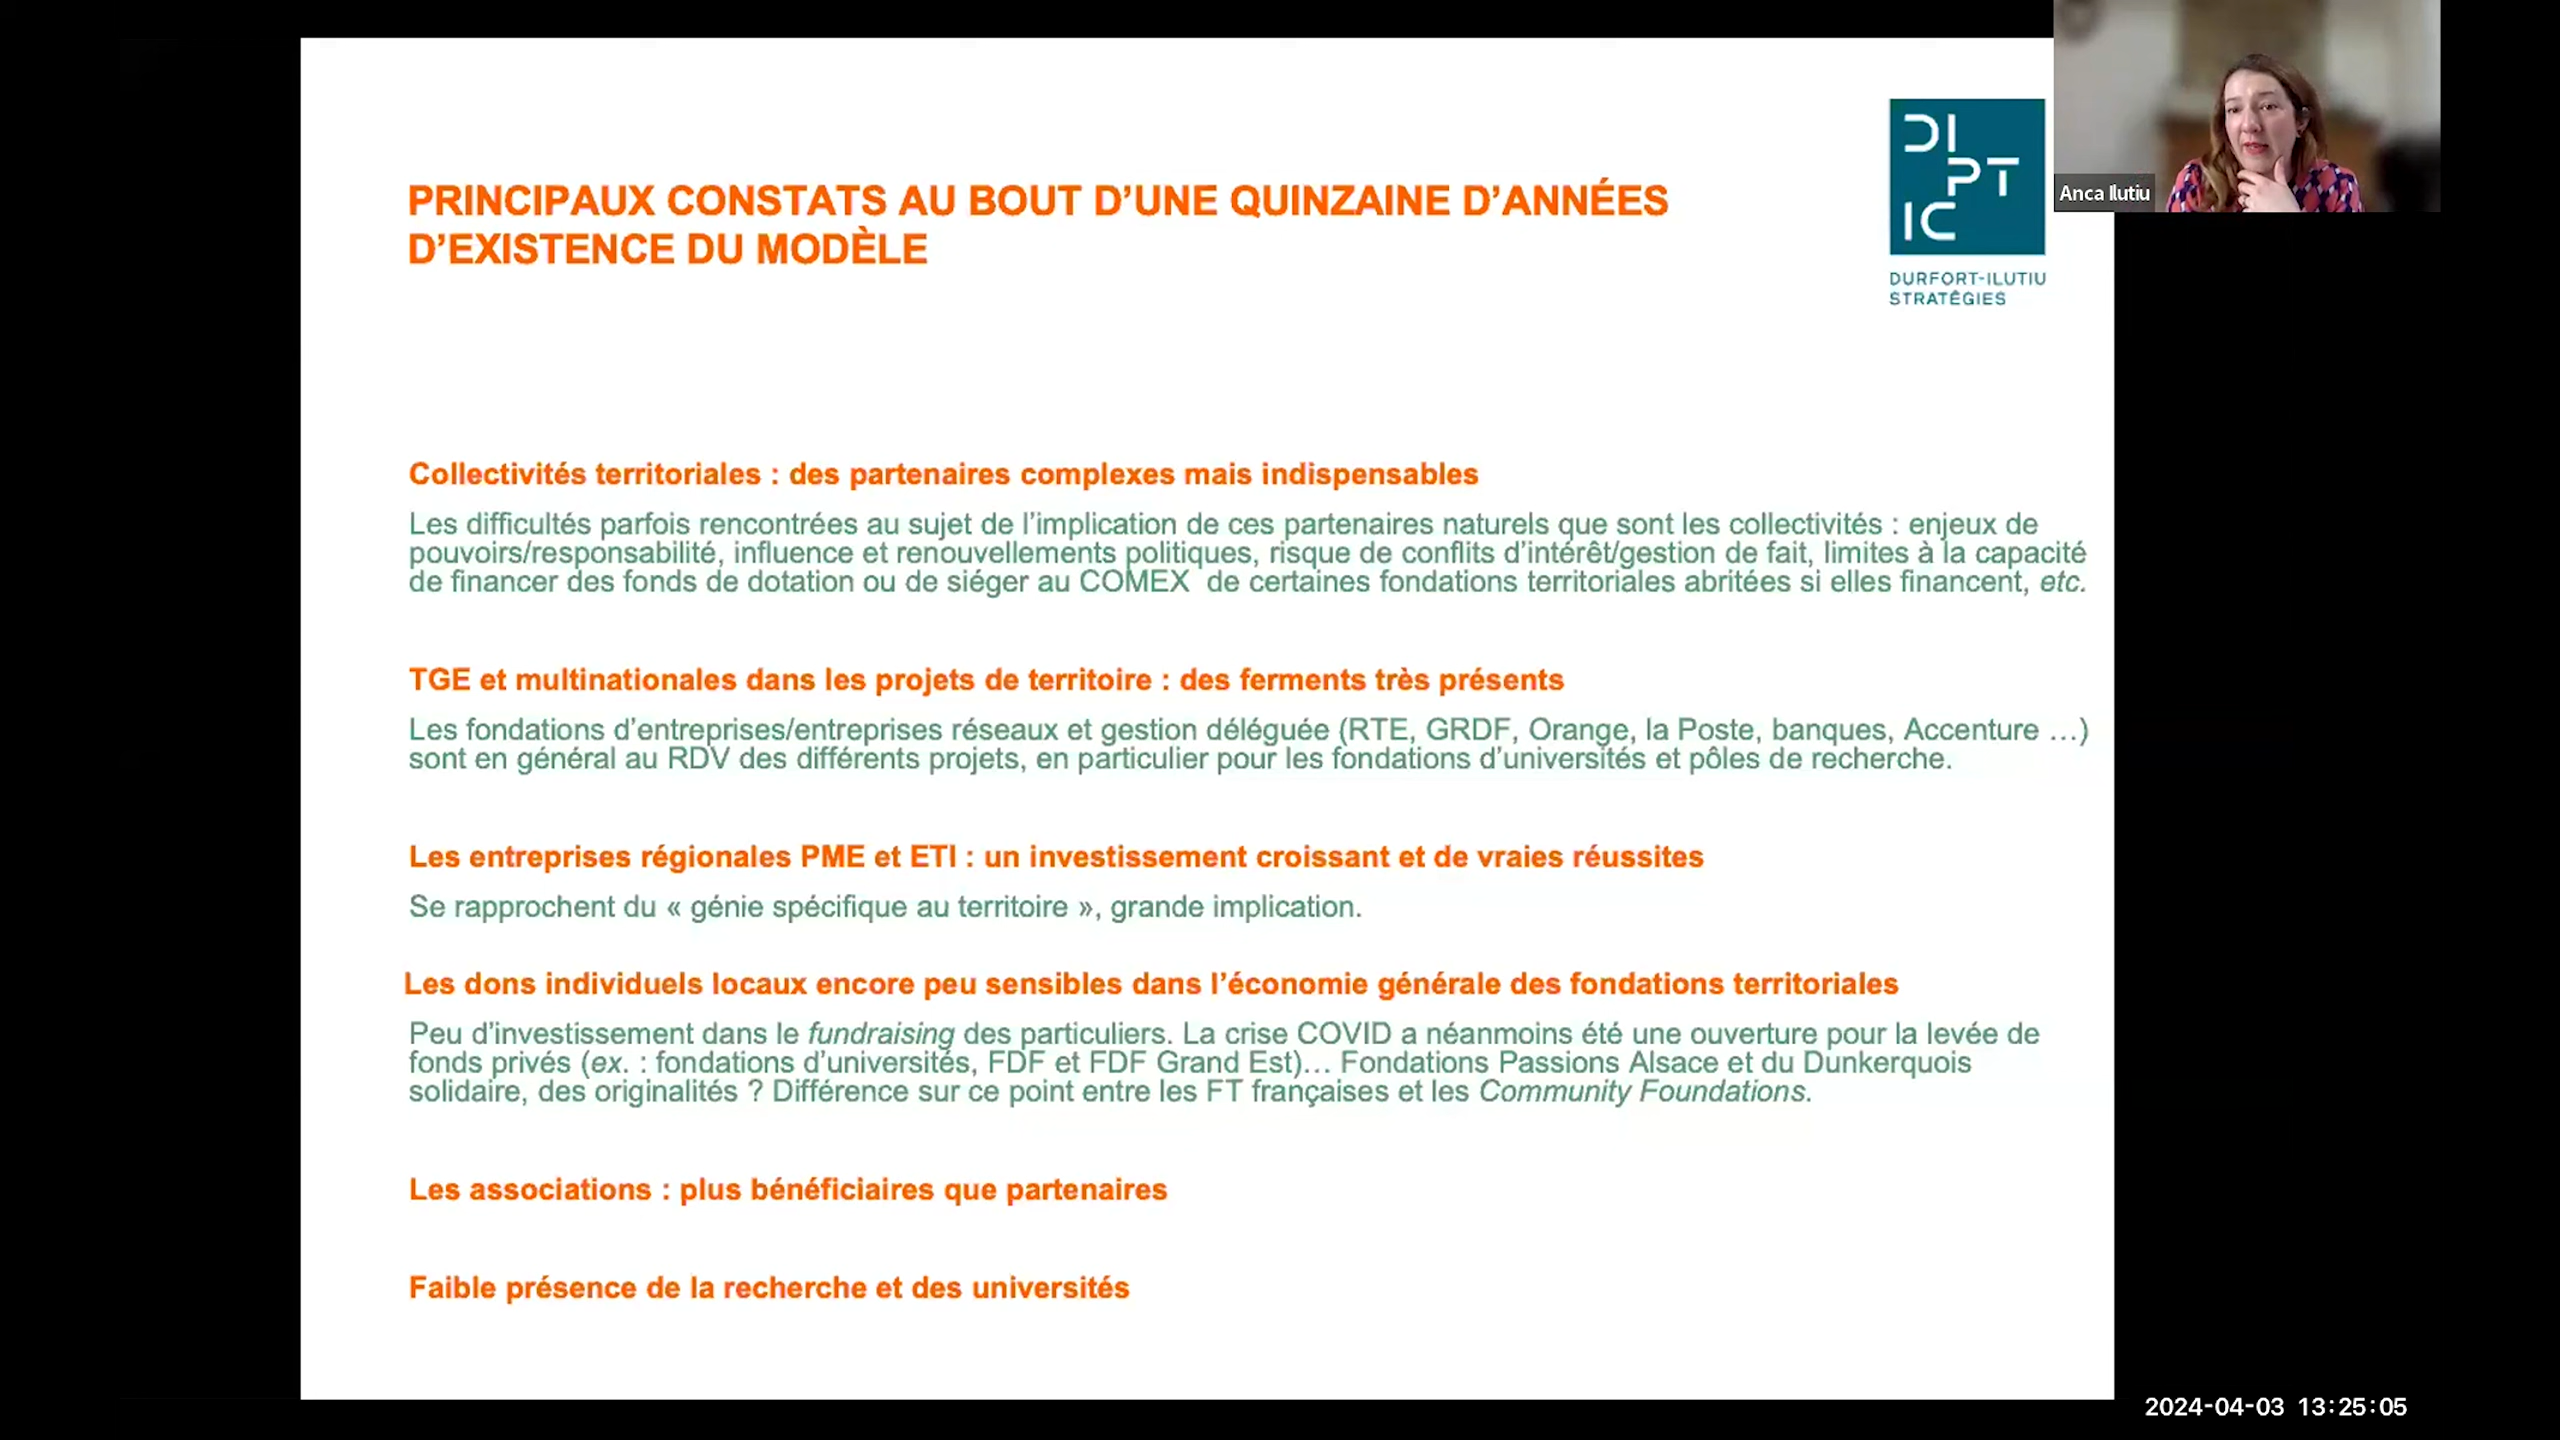 DI
PT
IC
DURFORT-ILUTIU
STRATÉGIES
Anca Ilutiu
PRINCIPAUX CONSTATS AU BOUT D’UNE QUINZAINE D’ANNÉES
D’EXISTENCE DU MODÈLE
Collectivités territoriales : des partenaires complexes mais indispensables
Les difficultés parfois rencontrées au sujet de l’implication de ces partenaires naturels que sont les collectivités : enjeux de
pouvoirs/responsabilité, influence et renouvellements politiques, risque de conflits d’intérêt/gestion de fait, limites à la capacité
de financer des fonds de dotation ou de siéger au COMEX de certaines fondations territoriales abritées si elles financent, etc.
TGE et multinationales dans les projets de territoire : des ferments très présents
Les fondations d’entreprises/entreprises réseaux et gestion déléguée (RTE, GRDF, Orange, la Poste, banques, Accenture …)
sont en général au RDV des différents projets, en particulier pour les fondations d’universités et pôles de recherche.
Les entreprises régionales PME et ETI : un investissement croissant et de vraies réussites
Se rapprochent du « génie spécifique au territoire », grande implication.
Les dons individuels locaux encore peu sensibles dans l’économie générale des fondations territoriales
Peu d’investissement dans le fundraising des particuliers. La crise COVID a néanmoins été une ouverture pour la levée de
fonds privés (ex. : fondations d’universités, FDF et FDF Grand Est)… Fondations Passions Alsace et du Dunkerquois
solidaire, des originalités ? Différence sur ce point entre les FT françaises et les Community Foundations.
Les associations : plus bénéficiaires que partenaires
Faible présence de la recherche et des universités
2024-04-03 13:25:05